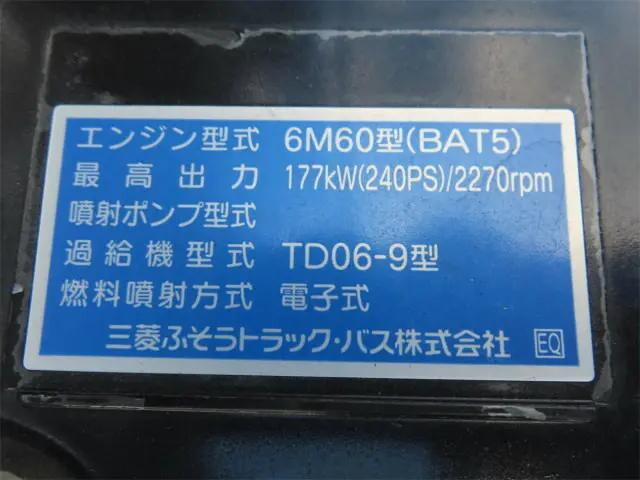 エンジン型式 6M60型(BAT5)
最高出力 177kW(240PS)/2270rpm
噴射ポンプ型式
過給機型式 TD06-9型
燃料噴射方式 電子式
三菱ふそうトラック・バス株式会社 EQ